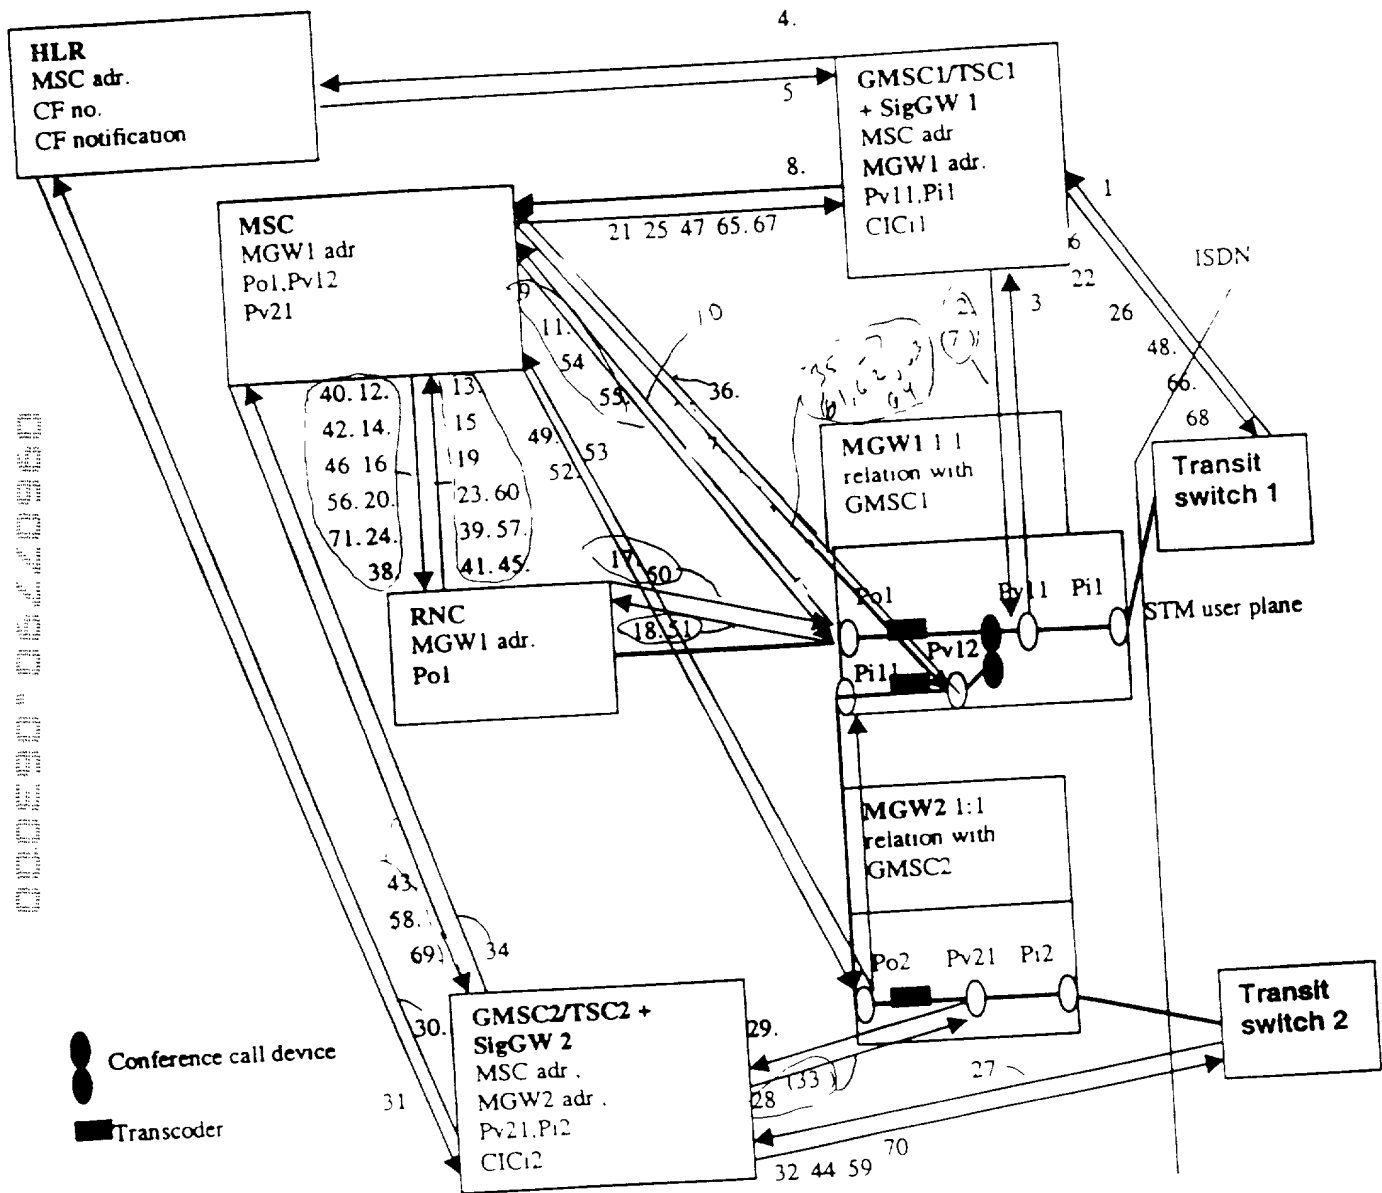 4.
HLR
MSC adr.
CF no.
CF notification
5
GMSC1/TSC1
+ SigGW 1
MSC adr
MGW1 adr.
Pv11,Pi1
CICi1
8.
21 25 47 65. 67
1
6
22
26
48.
66.
68
ISDN
MSC
MGW1 adr
Po1,Pv12
Pv21
9
11.
54
55.
10
36.
35
61, 62, 
64
2.
(7)
3
40. 12.
42. 14.
46 16
56. 20.
71. 24.
38.
13.
15
19
23. 60
39. 57.
41. 45.
49.
52.
53
17.
50
18. 51
MGW1 1 1
relation with
GMSC1
Transit
switch 1
RNC
MGW1 adr.
Po1
Po1
Pv11
Pi1
STM user plane
Pv12
Pi11
MGW2 1:1
relation with
GMSC2
Po2
Pv21
Pi2
Transit
switch 2
43.
58.
69.
34
30.
31
GMSC2/TSC2 +
SigGW 2
MSC adr .
MGW2 adr .
Pv21,Pi2
CICi2
29.
(33)
28
27
70
32 44 59
Conference call device
Transcoder